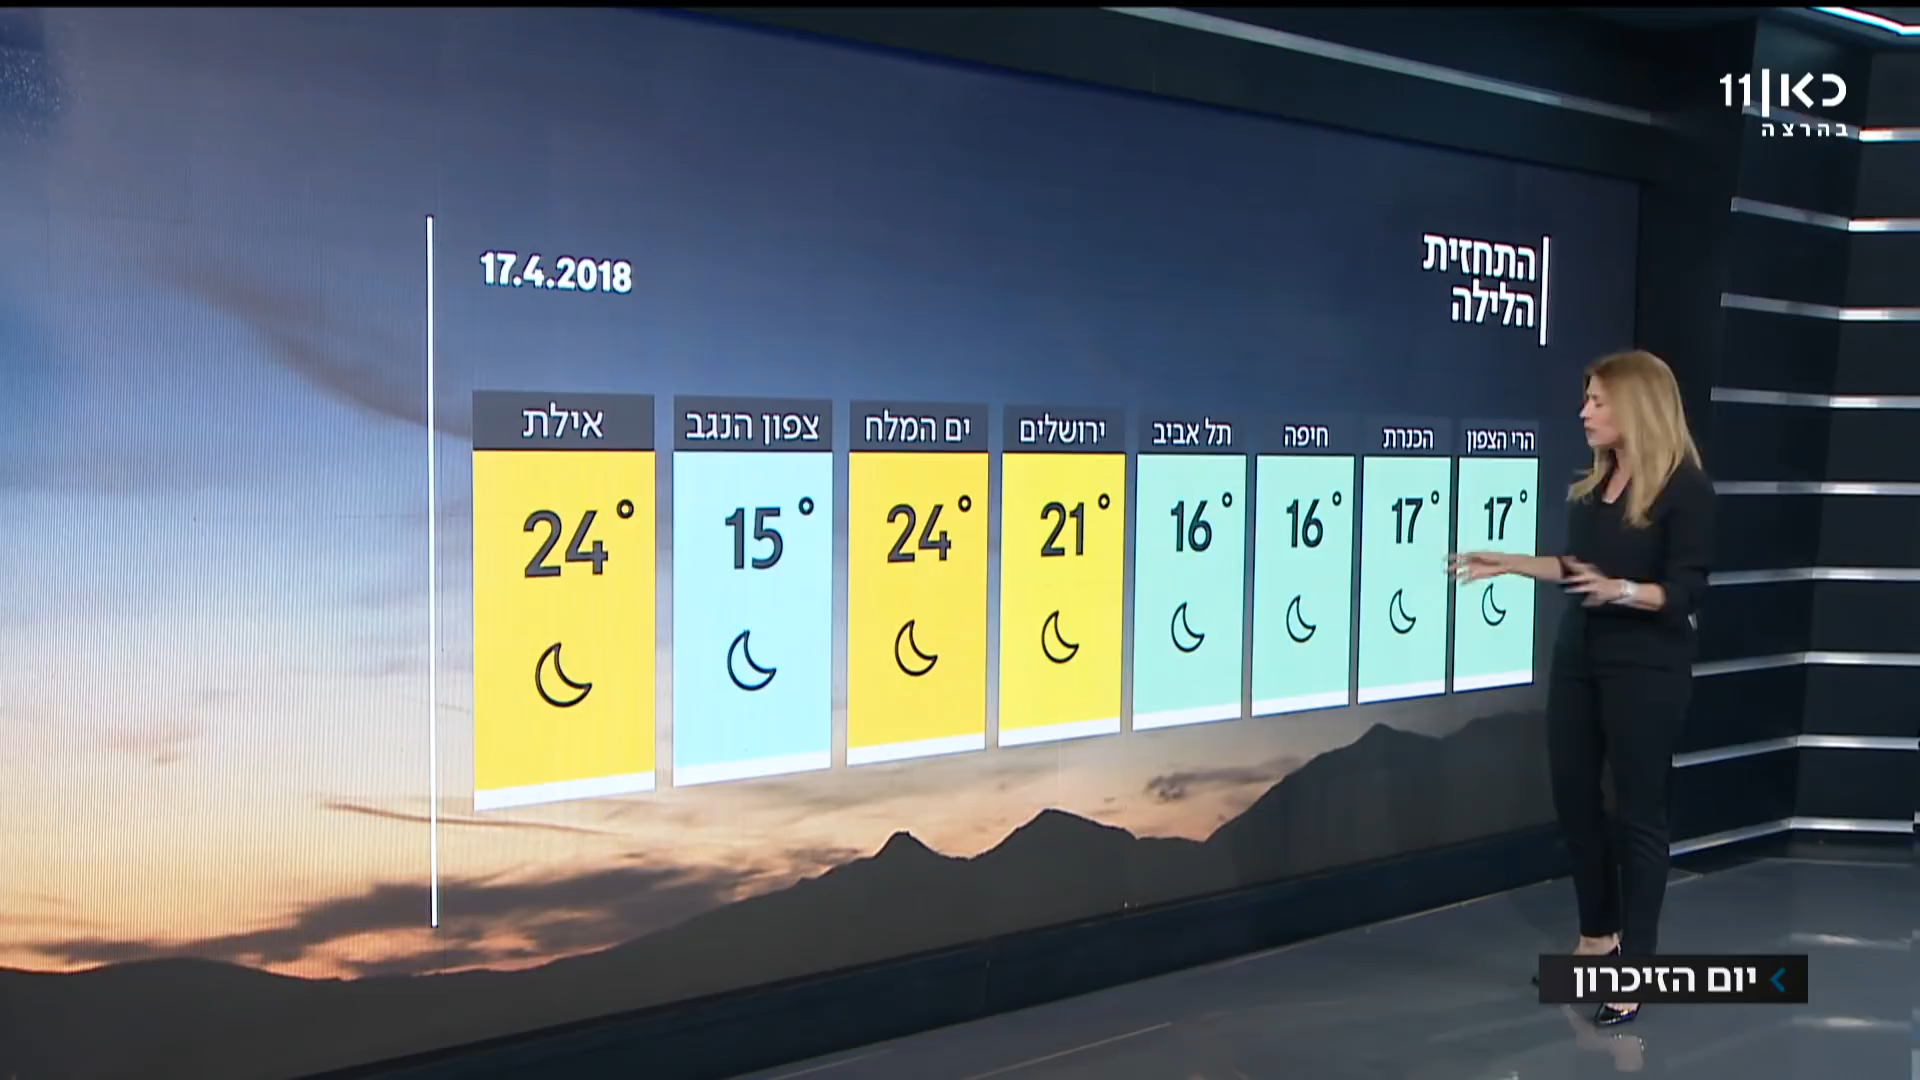 כאן 11
בהרצה
התחזית
הלילה
17.4.2018
הרי הצפון
17°
הכנרת
17°
חיפה
16°
תל אביב
16°
ירושלים
21°
ים המלח
24°
צפון הנגב
15°
אילת
24°
יום הזיכרון